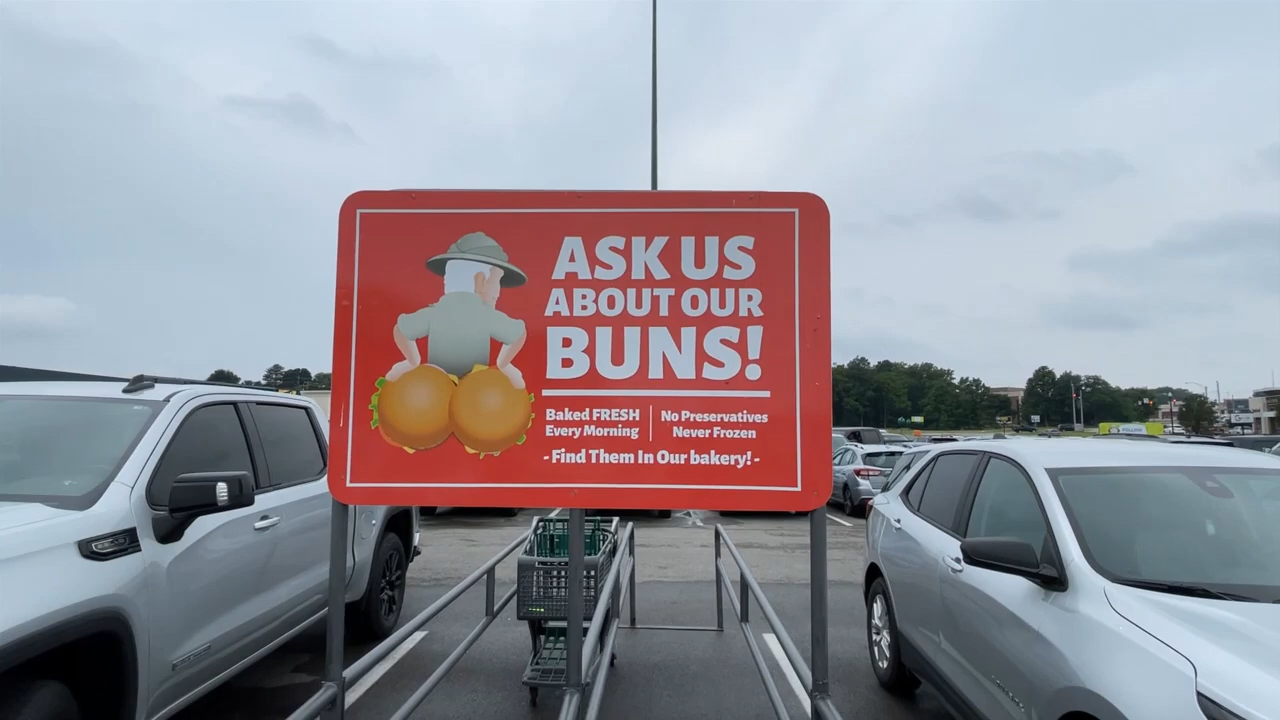 ASK US
ABOUT OUR
BUNS!
Baked FRESH
Every Morning
No Preservatives
Never Frozen
- Find Them In Our bakery! -